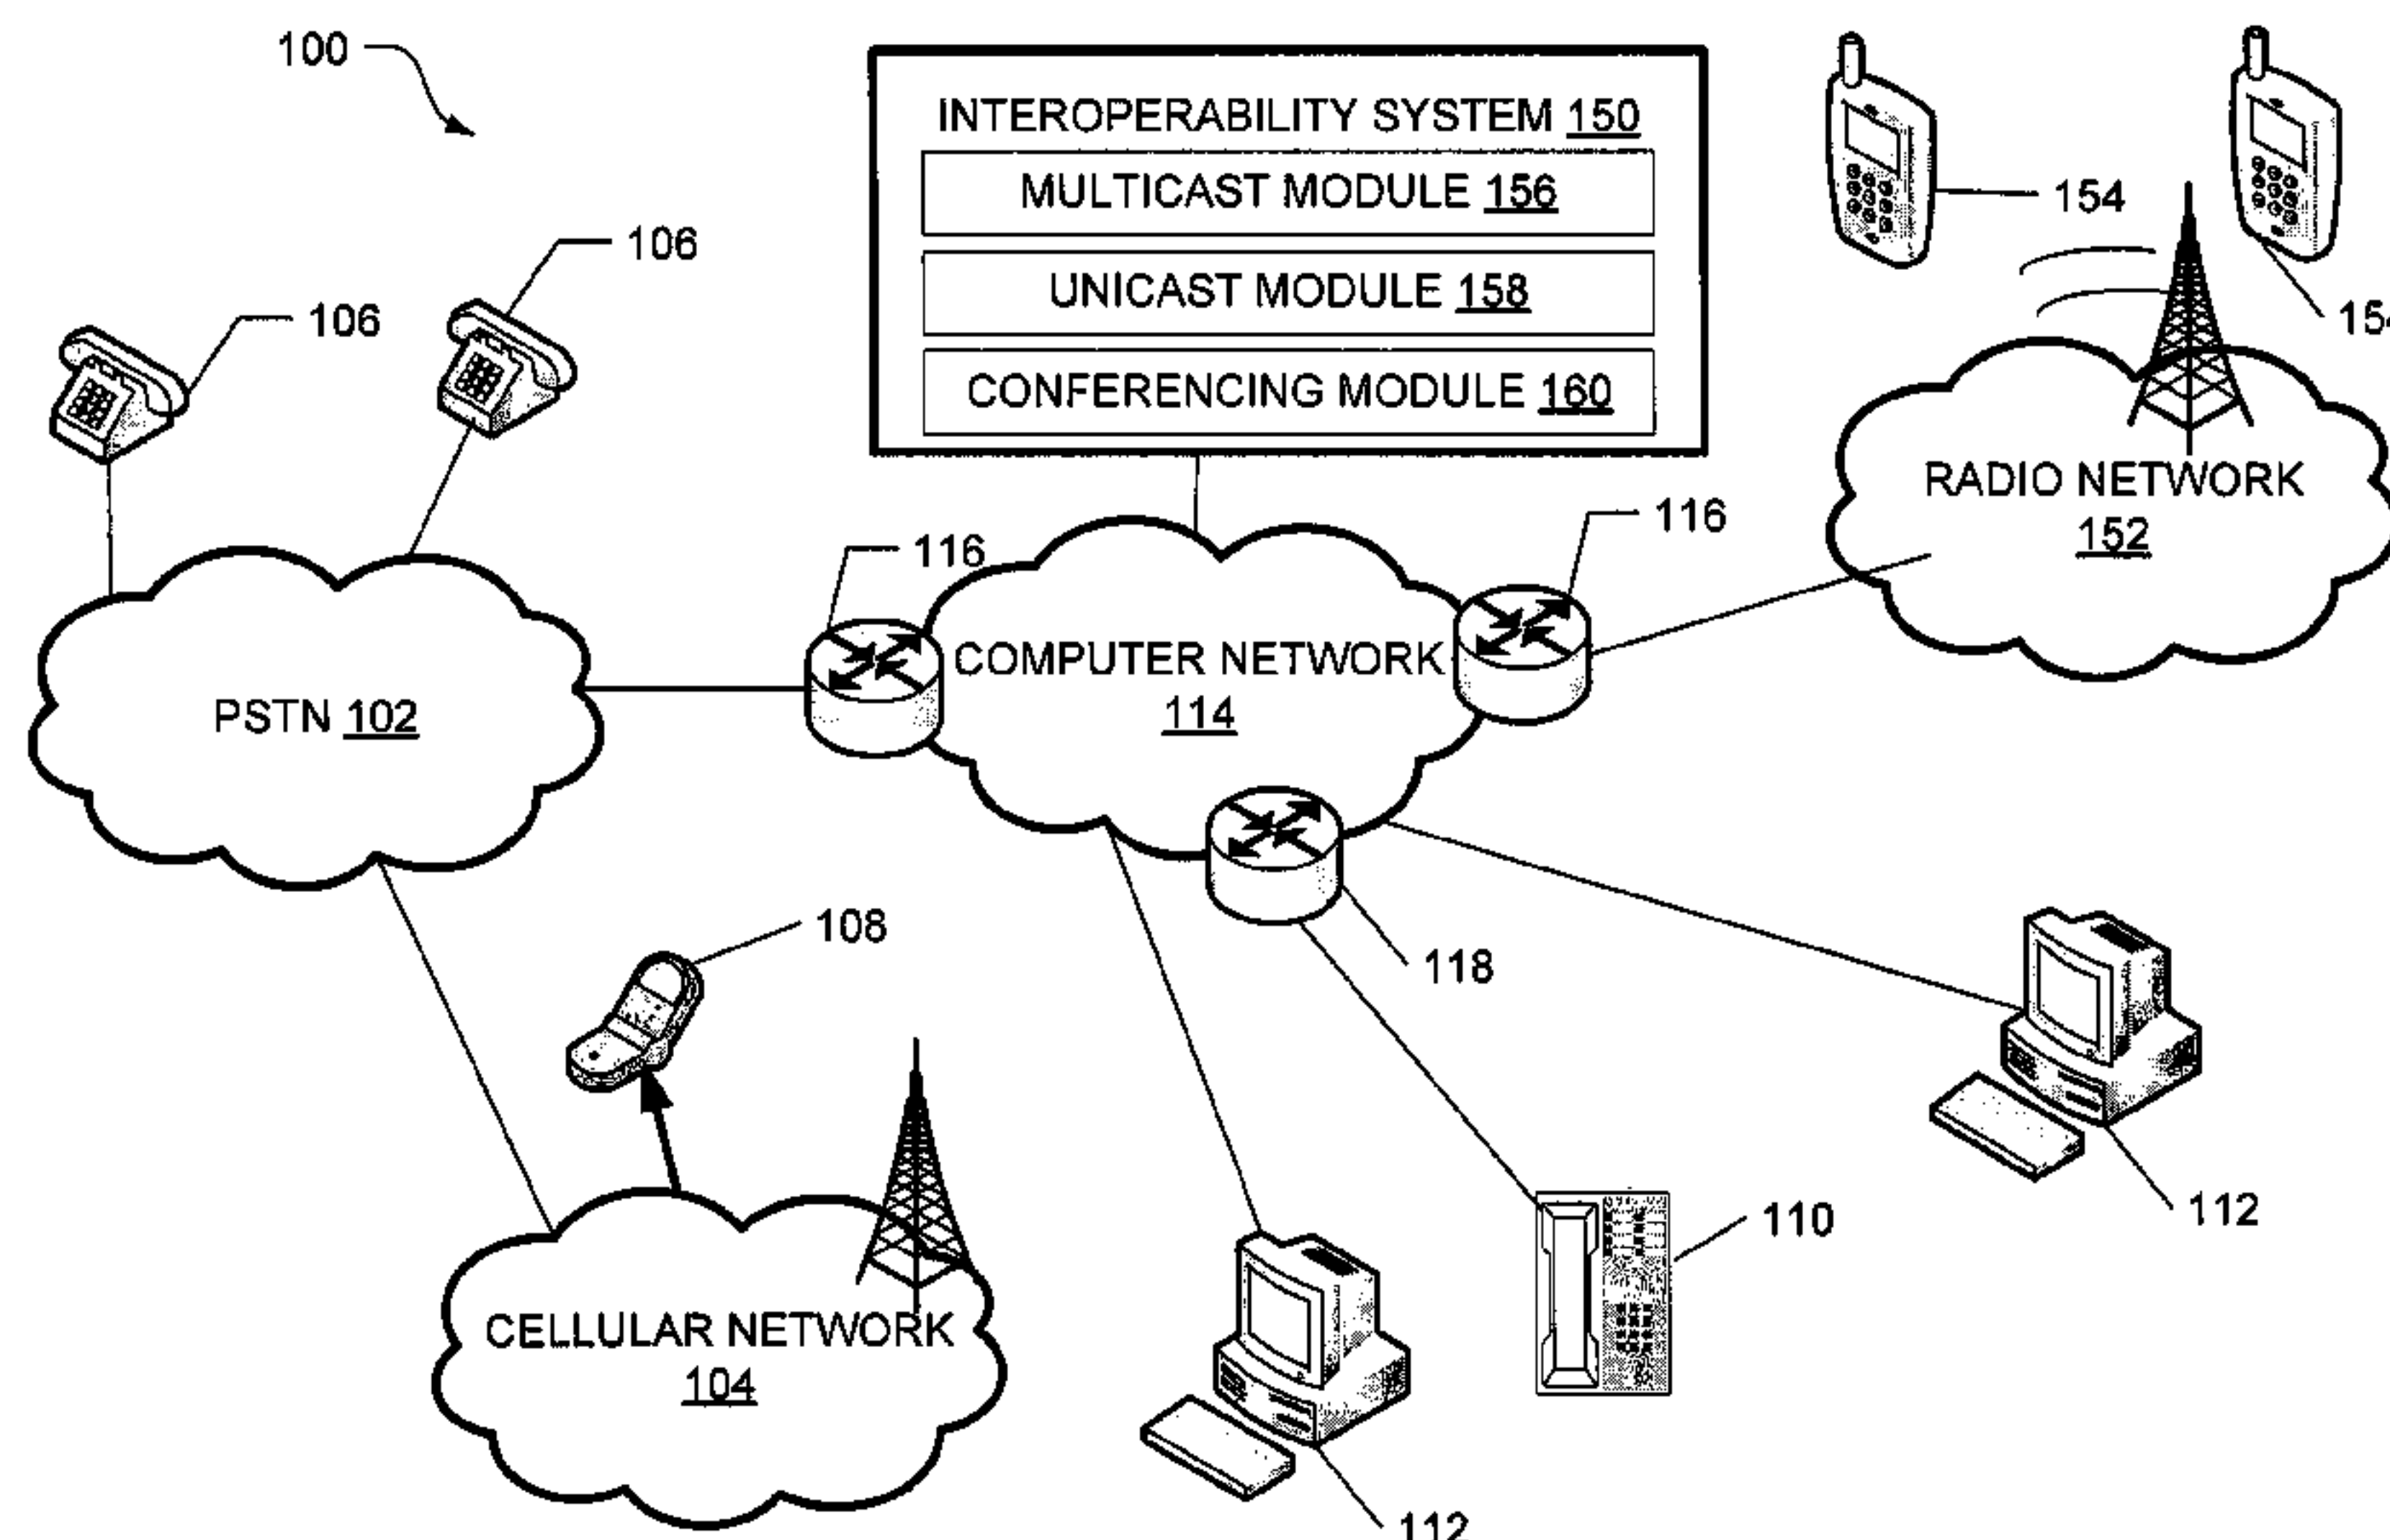 100
INTEROPERABILITY SYSTEM 150
MULTICAST MODULE 156
UNICAST MODULE 158
CONFERENCING MODULE 160
154
154
106
106
RADIO NETWORK
152
116
116
COMPUTER NETWORK
114
PSTN 102
108
118
112
110
CELLULAR NETWORK
104
112